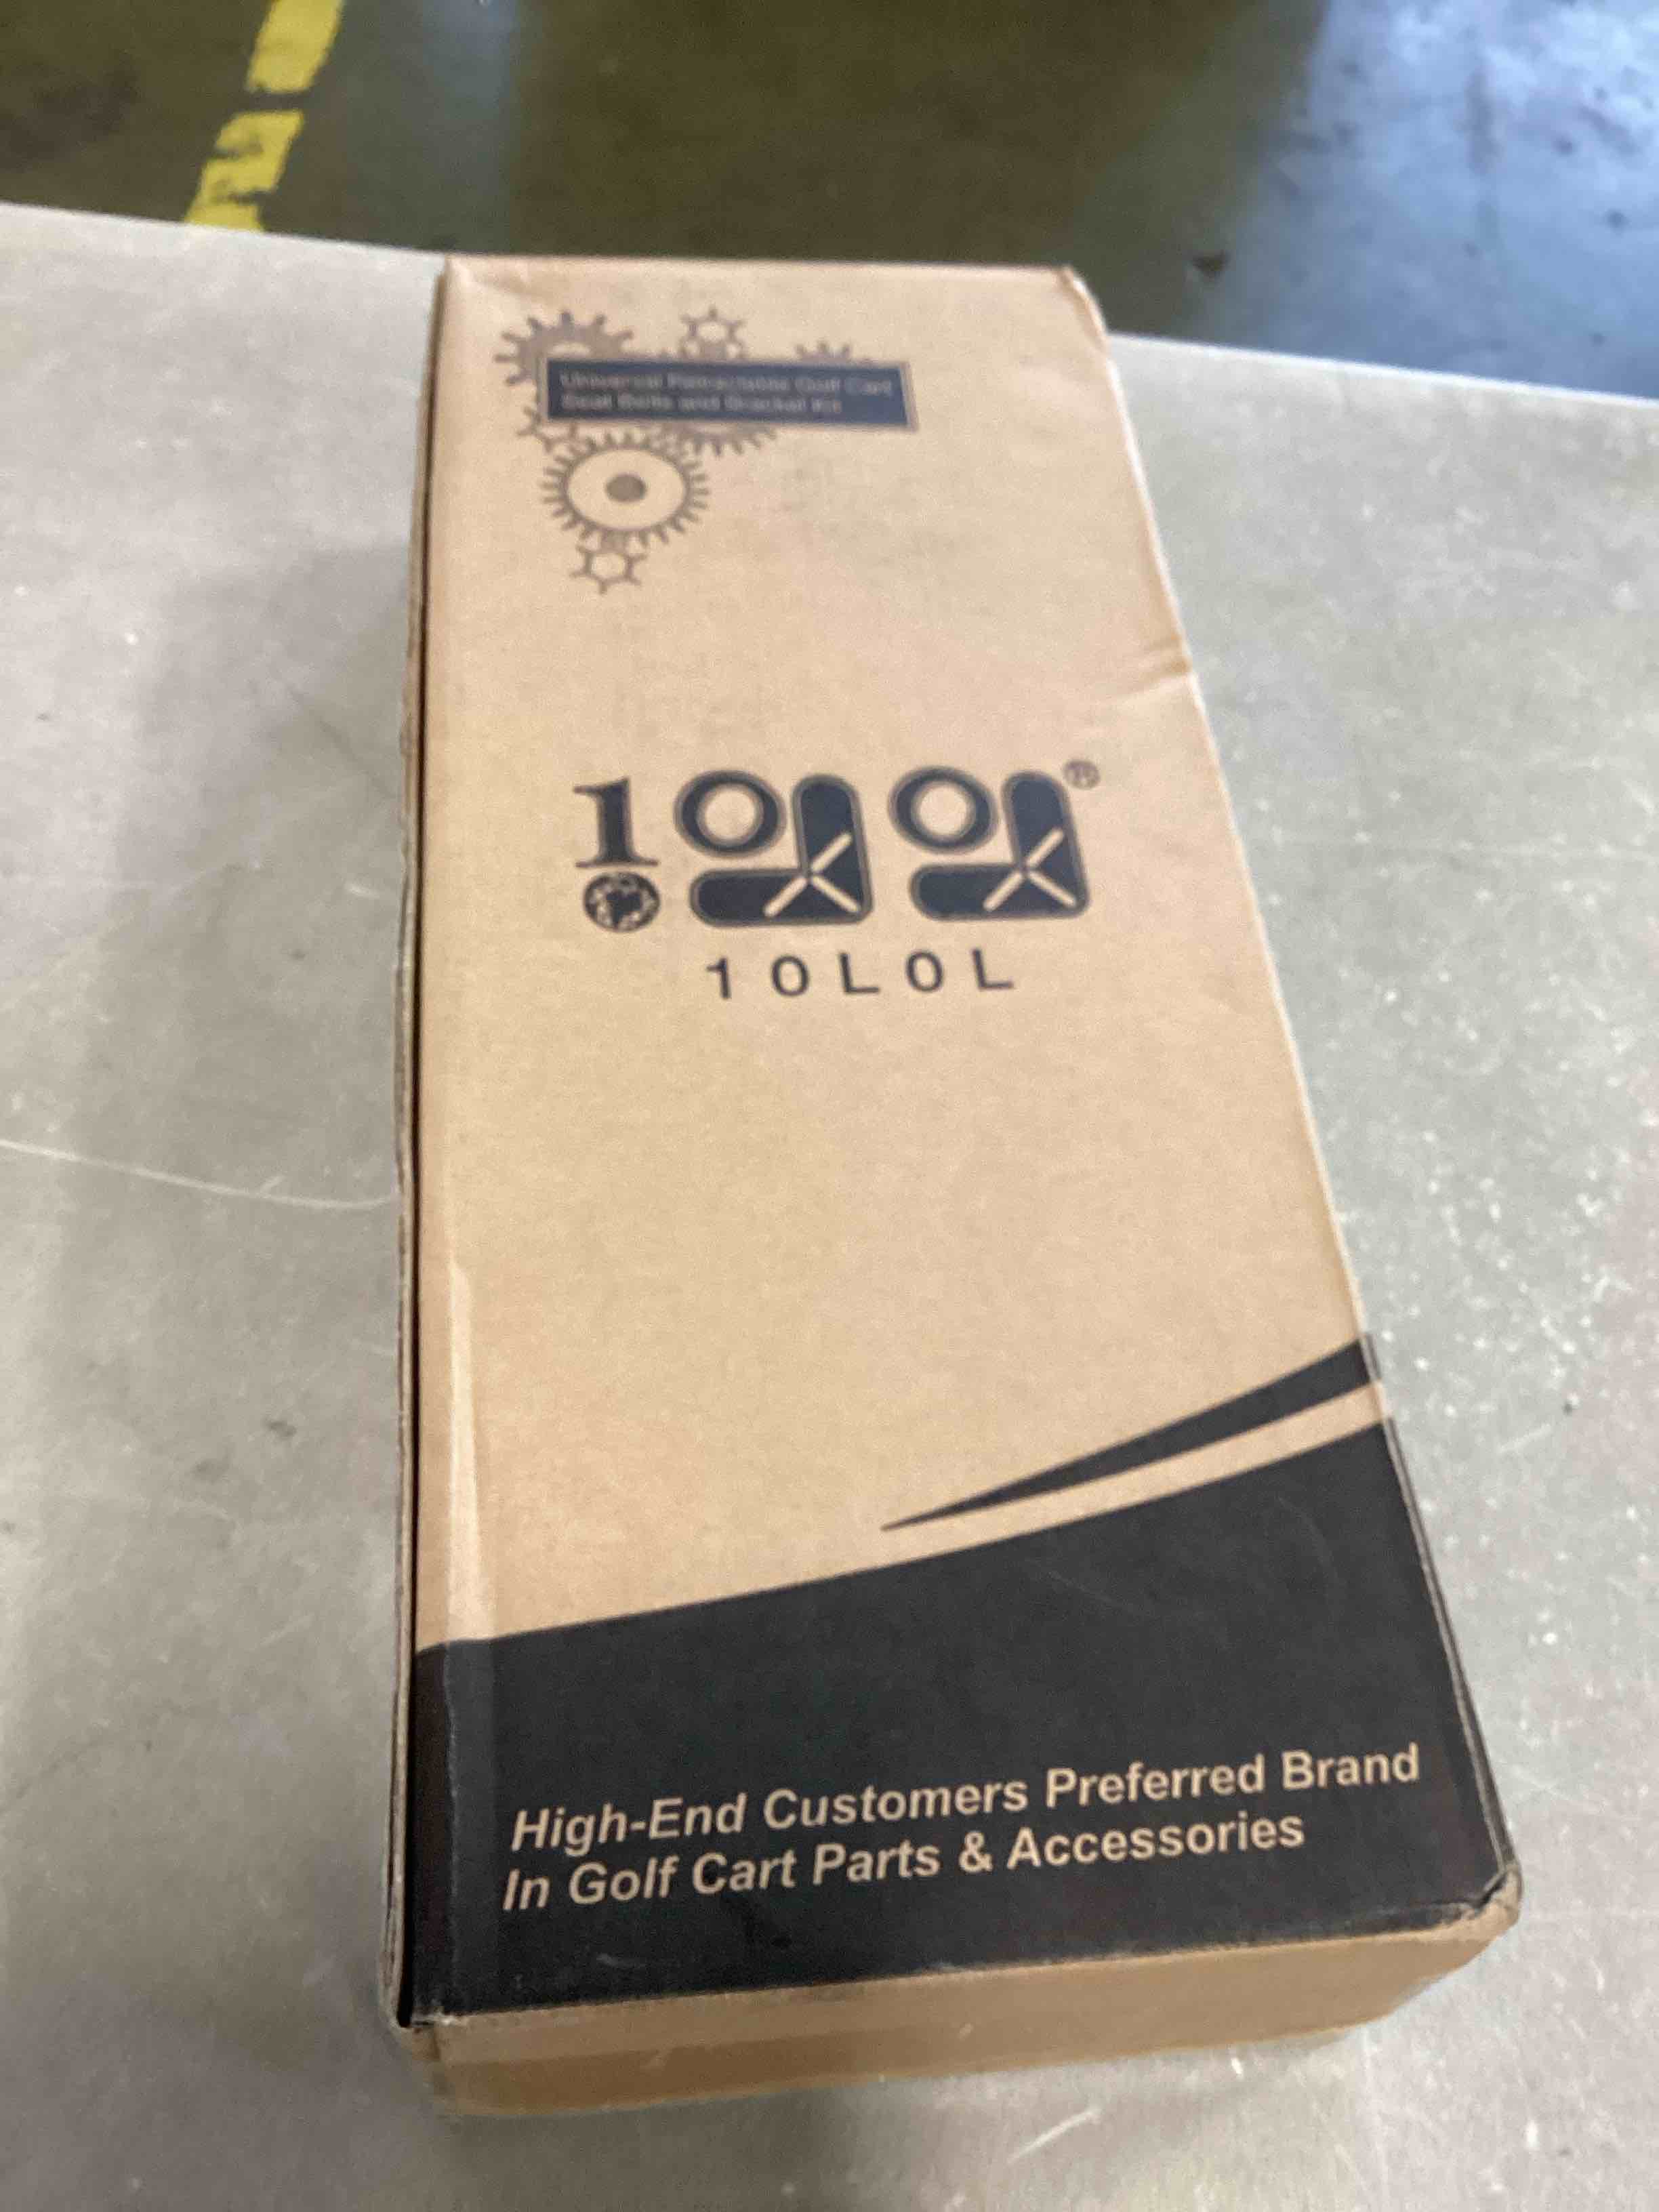 Universal Retractable Golf Cart
Seat Belts and Bracket Kit
10L0L®
10L0L
High-End Customers Preferred Brand
In Golf Cart Parts & Accessories